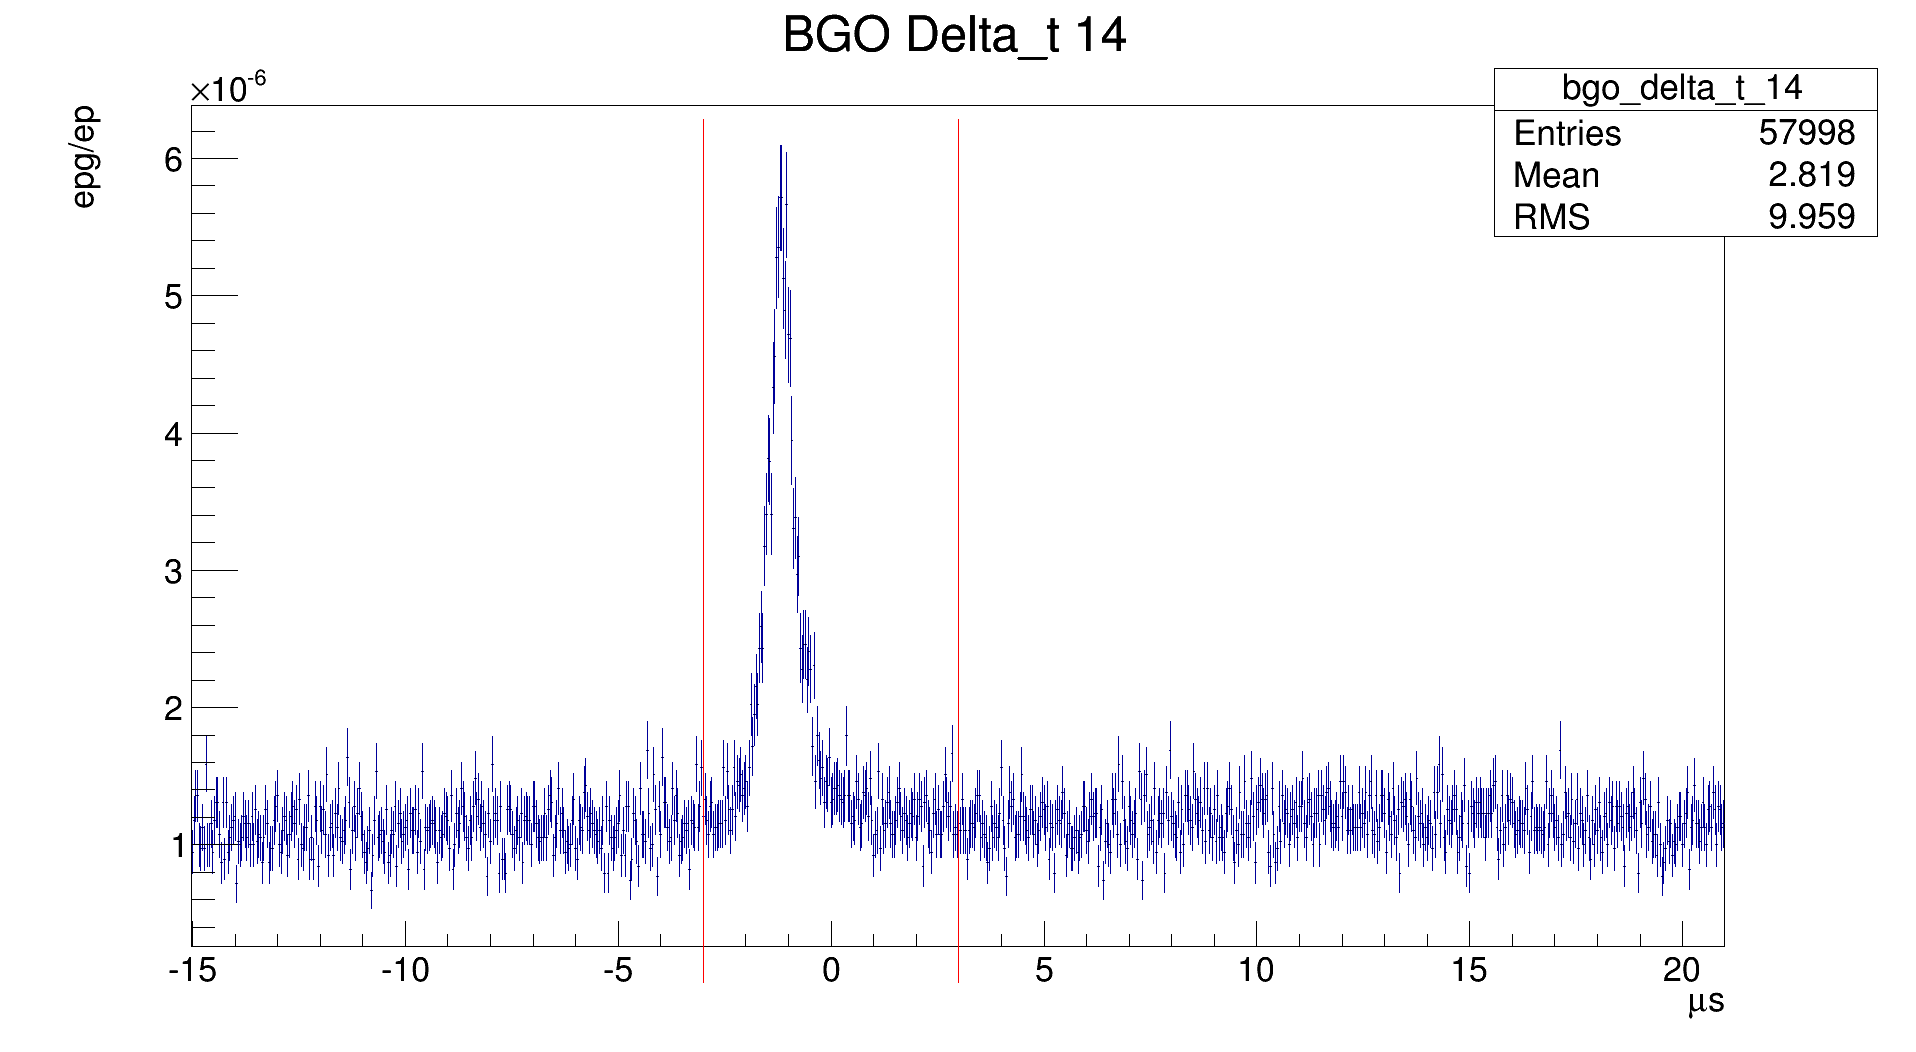 BGO Delta_t 14
×10-6
epg/ep
bgo_delta_t_14
Entries 57998
Mean 2.819
RMS 9.959
6
5
4
3
2
1
-15 -10 -5 0 5 10 15 20
μs